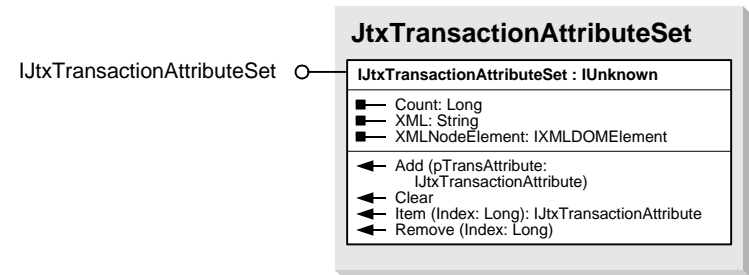 JtxTransactionAttributeSet
IJtxTransactionAttributeSet
IJtxTransactionAttributeSet : IUnknown
Count: Long
XML: String
XMLNodeElement: IXMLDOMElement
Add (pTransAttribute:
IJtxTransactionAttribute)
Clear
Item (Index: Long): IJtxTransactionAttribute
Remove (Index: Long)